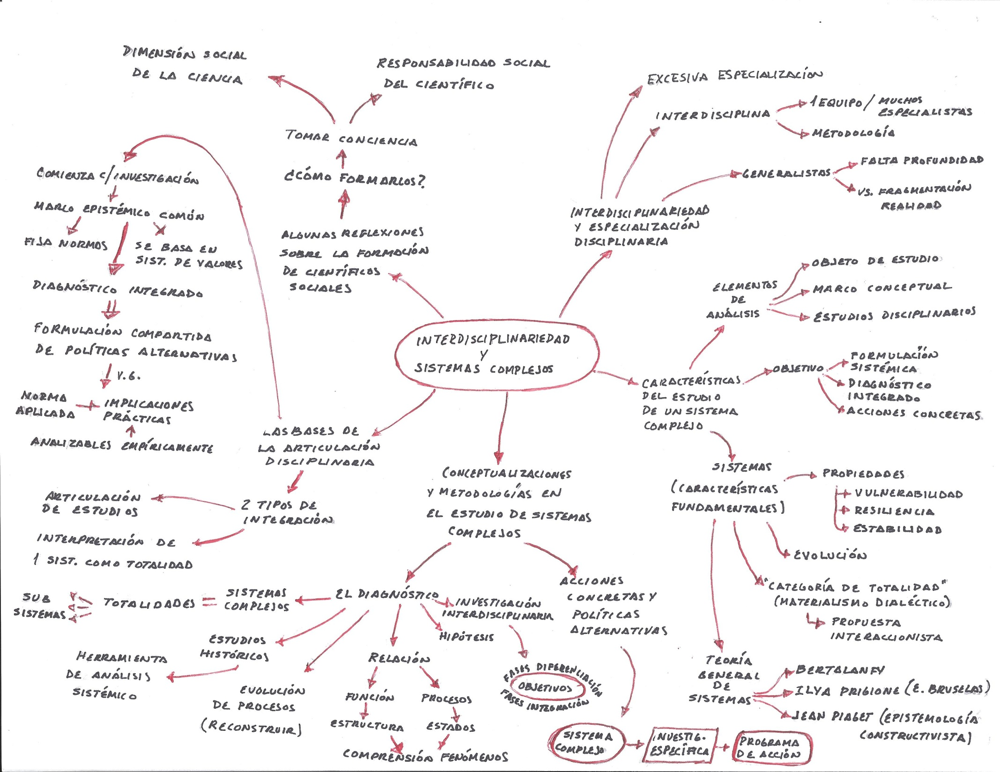 DIMENSIÓN SOCIAL
DE LA CIENCIA
RESPONSABILIDAD SOCIAL
DEL CIENTÍFICO
TOMAR CONCIENCIA
¿CÓMO FORMARLOS?
ALGUNAS REFLEXIONES
SOBRE LA FORMACIÓN
DE CIENTÍFICOS
SOCIALES
EXCESIVA ESPECIALIZACIÓN
INTERDISCIPLINA
1 EQUIPO / MUCHOS
ESPECIALISTAS
METODOLOGÍA
GENERALISTAS
FALTA PROFUNDIDAD
VS. FRAGMENTACIÓN
REALIDAD
INTERDISCIPLINARIEDAD
Y ESPECIALIZACIÓN
DISCIPLINARIA
COMIENZA C/INVESTIGACIÓN
MARCO EPISTÉMICO COMÚN
FIJA NORMAS
SE BASA EN
SIST. DE VALORES
DIAGNÓSTICO INTEGRADO
FORMULACIÓN COMPARTIDA
DE POLÍTICAS ALTERNATIVAS
V.G.
NORMA
APLICADA
IMPLICACIONES
PRÁCTICAS
ANALIZABLES EMPÍRICAMENTE
INTERDISCIPLINARIEDAD
Y
SISTEMAS COMPLEJOS
ELEMENTOS
DE
ANÁLISIS
OBJETO DE ESTUDIO
MARCO CONCEPTUAL
ESTUDIOS DISCIPLINARIOS
CARACTERÍSTICAS
DEL ESTUDIO
DE UN SISTEMA
COMPLEJO
OBJETIVO
FORMULACIÓN
SISTÉMICA
DIAGNÓSTICO
INTEGRADO
ACCIONES CONCRETAS
LAS BASES DE
LA ARTICULACIÓN
DISCIPLINARIA
2 TIPOS DE
INTEGRACIÓN
ARTICULACIÓN
DE ESTUDIOS
INTERPRETACIÓN DE
1 SIST. COMO TOTALIDAD
CONCEPTUALIZACIONES
Y METODOLOGÍAS EN
EL ESTUDIO DE SISTEMAS
COMPLEJOS
SISTEMAS
(CARACTERÍSTICAS
FUNDAMENTALES)
PROPIEDADES
VULNERABILIDAD
RESILIENCIA
ESTABILIDAD
EVOLUCIÓN
"CATEGORÍA DE TOTALIDAD"
(MATERIALISMO DIALÉCTICO)
PROPUESTA
INTERACCIONISTA
SUB
SISTEMAS
TOTALIDADES =
SISTEMAS
COMPLEJOS
EL DIAGNÓSTICO
INVESTIGACIÓN
INTERDISCIPLINARIA
HIPÓTESIS
ACCIONES
CONCRETAS Y
POLÍTICAS
ALTERNATIVAS
ESTUDIOS
HISTÓRICOS
HERRAMIENTA
DE ANÁLISIS
SISTÉMICO
EVOLUCIÓN
DE PROCESOS
(RECONSTRUIR)
RELACIÓN
FUNCIÓN
PROCESOS
ESTRUCTURA
ESTADOS
COMPRENSIÓN FENÓMENOS
FASES DIFERENCIACIÓN
OBJETIVOS
FASES INTEGRACIÓN
TEORÍA
GENERAL
DE
SISTEMAS
BERTALANFY
ILYA PRIGIONE (E. BRUSELAS)
JEAN PIAGET (EPISTEMOLOGÍA
CONSTRUCTIVISTA)
SISTEMA
COMPLEJO
INVESTIG.
ESPECÍFICA
PROGRAMA
DE ACCIÓN